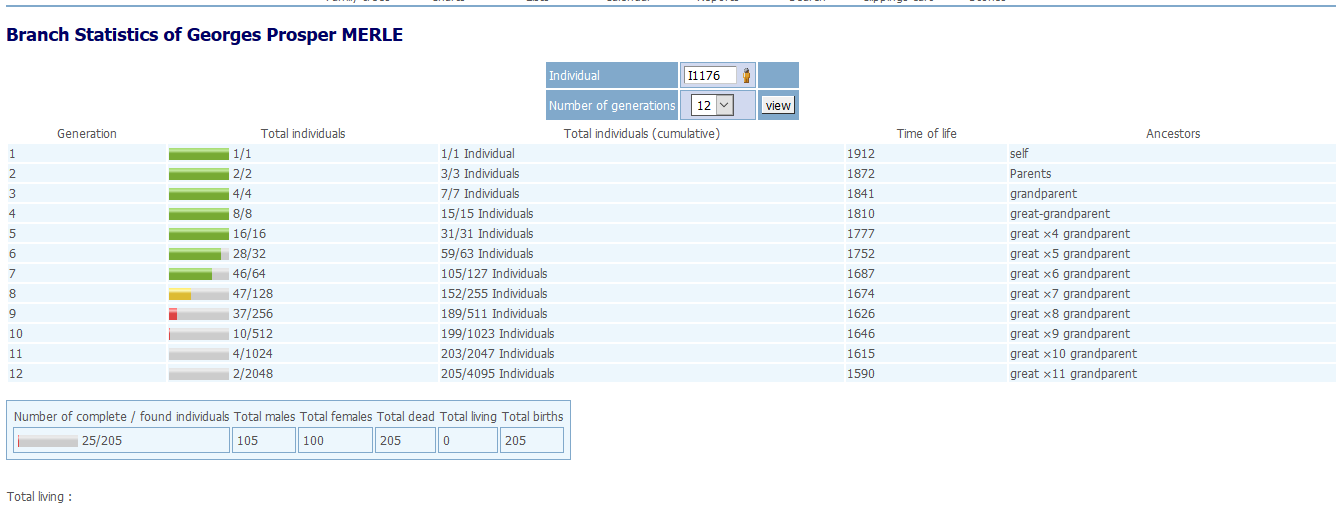 Branch Statistics of Georges Prosper MERLE
Individual I1176
Number of generations 12 view
Generation Total individuals Total individuals (cumulative) Time of life Ancestors
1 1/1 1/1 Individual 1912 self
2 2/2 3/3 Individuals 1872 Parents
3 4/4 7/7 Individuals 1841 grandparent
4 8/8 15/15 Individuals 1810 great-grandparent
5 16/16 31/31 Individuals 1777 great ×4 grandparent
6 28/32 59/63 Individuals 1752 great ×5 grandparent
7 46/64 105/127 Individuals 1687 great ×6 grandparent
8 47/128 152/255 Individuals 1674 great ×7 grandparent
9 37/256 189/511 Individuals 1626 great ×8 grandparent
10 10/512 199/1023 Individuals 1646 great ×9 grandparent
11 4/1024 203/2047 Individuals 1615 great ×10 grandparent
12 2/2048 205/4095 Individuals 1590 great ×11 grandparent
Number of complete / found individuals Total males Total females Total dead Total living Total births
25/205 105 100 205 0 205
Total living :